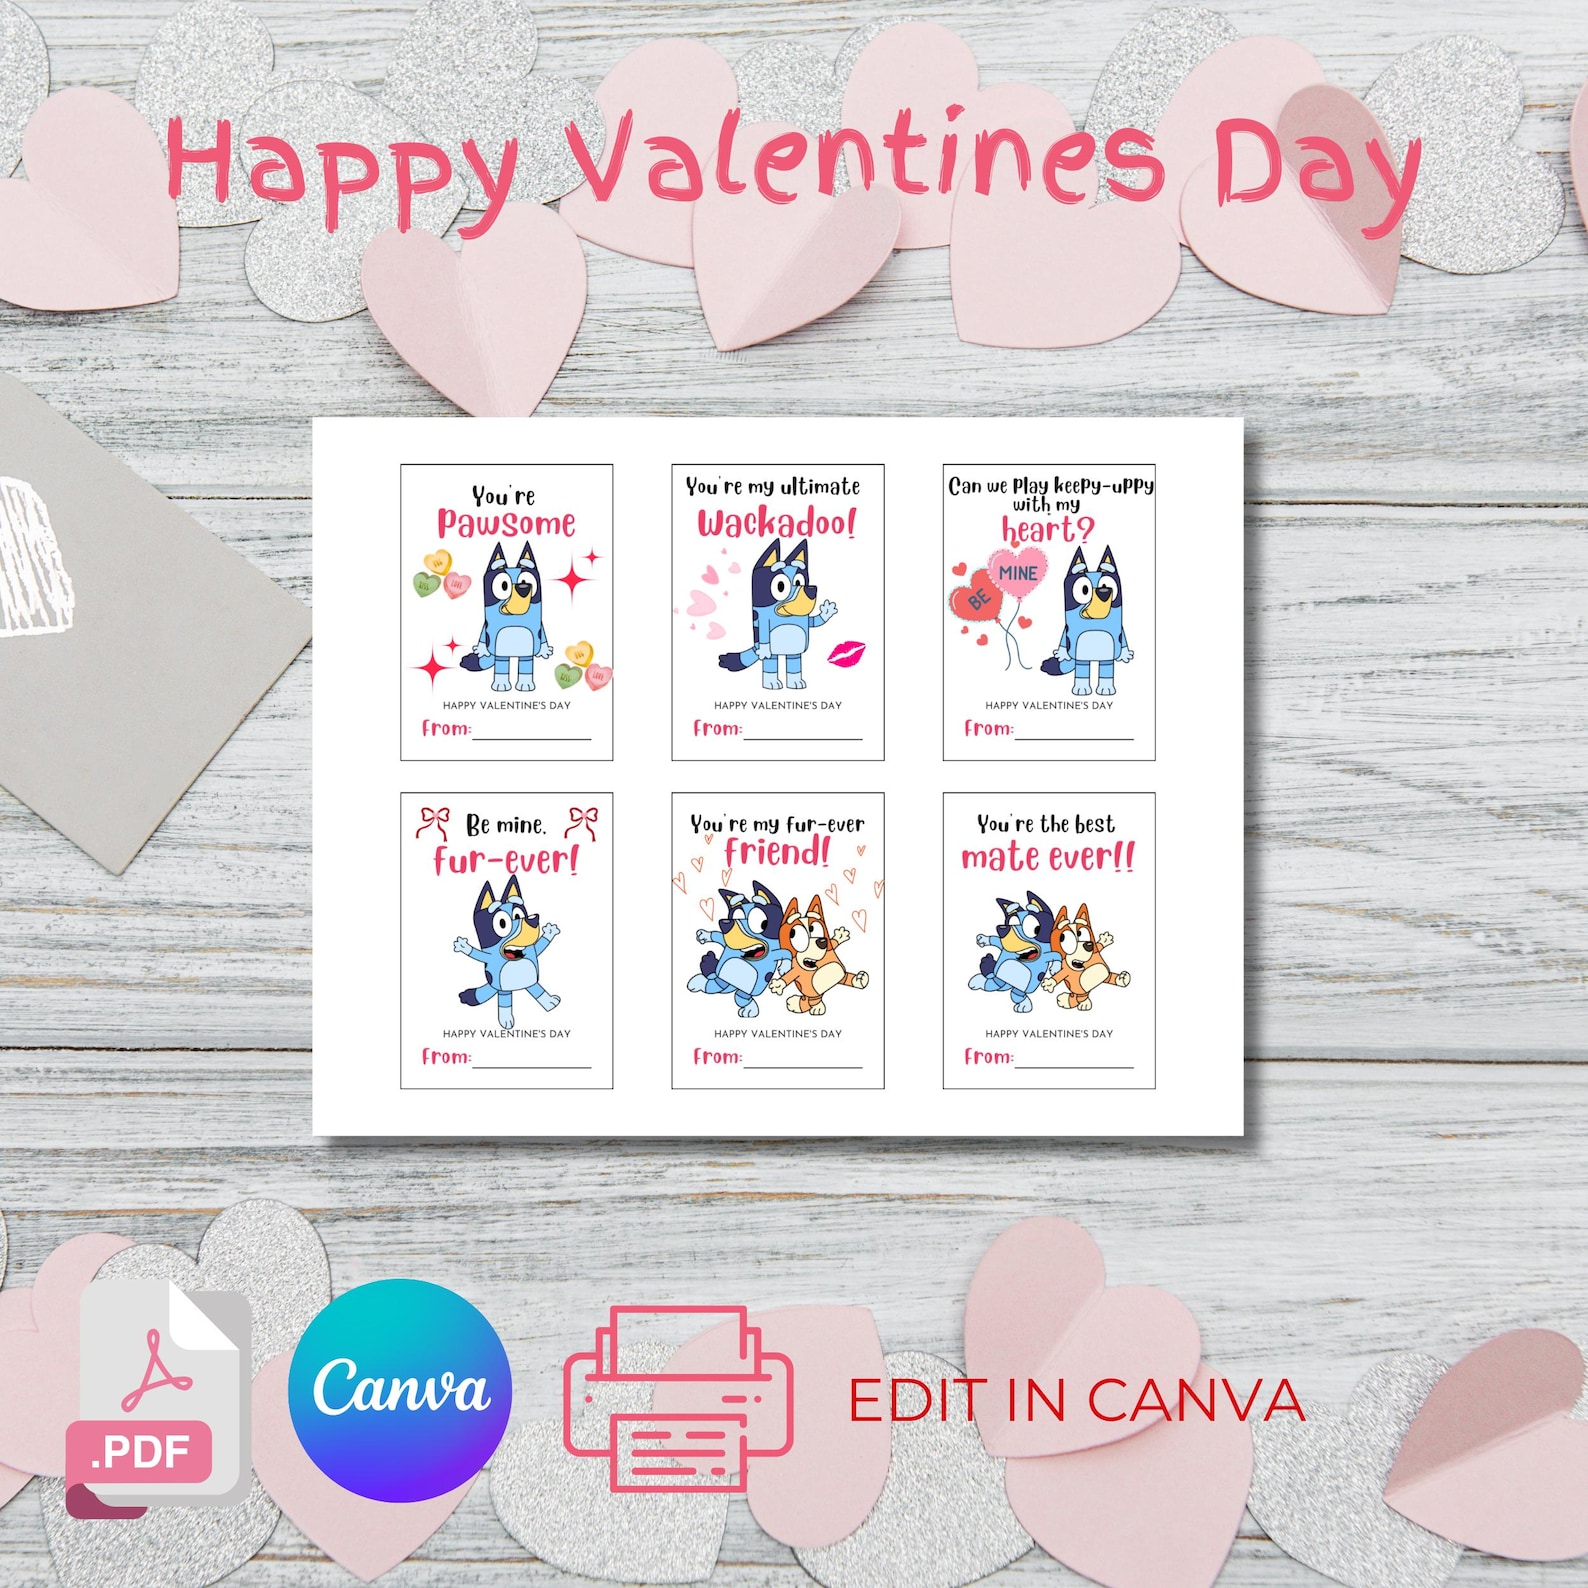 Happy Valentines Day
You're
Pawsome
HAPPY VALENTINE'S DAY
From:
You're my ultimate
Wackadoo!
HAPPY VALENTINE'S DAY
From:
Can we play keepy-uppy
with my
heart?
BE
MINE
HAPPY VALENTINE'S DAY
From:
Be mine,
fur-ever!
HAPPY VALENTINE'S DAY
From:
You're my fur-ever
friend!
HAPPY VALENTINE'S DAY
From:
You're the best
mate ever!!
HAPPY VALENTINE'S DAY
From:
.PDF
Canva
EDIT IN CANVA